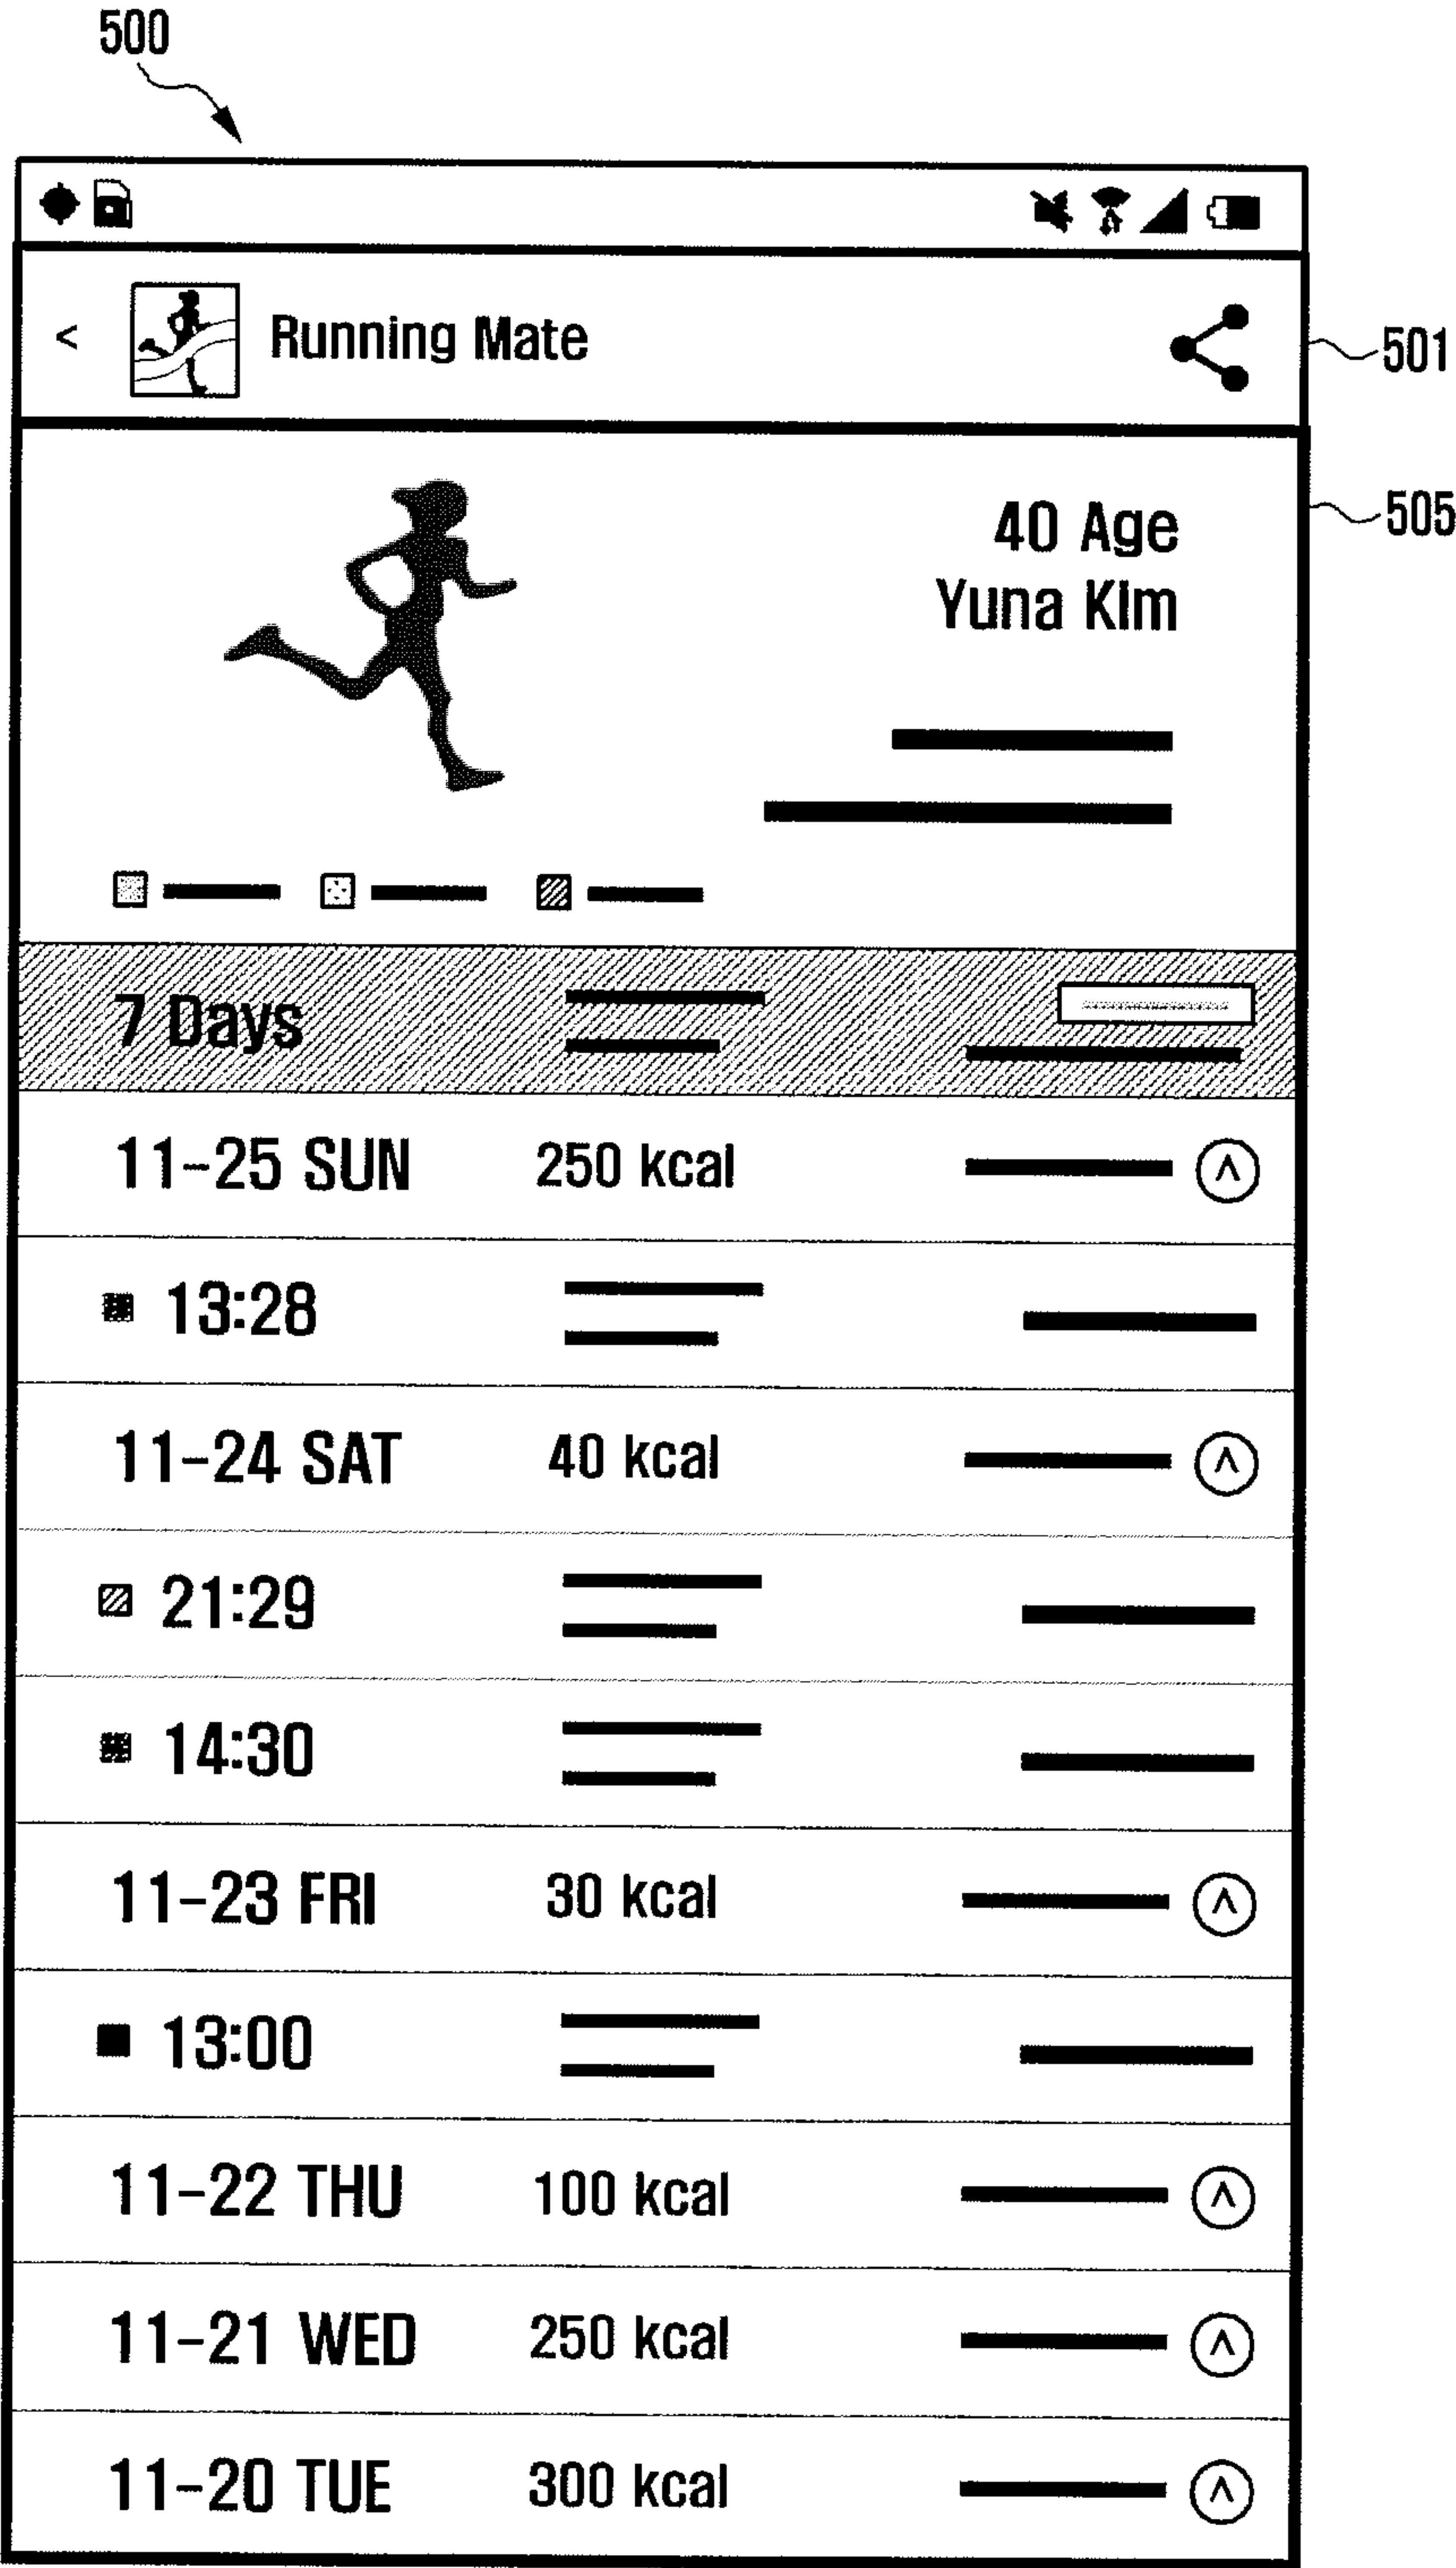 500
< Running Mate
501
505
40 Age
Yuna Kim
7 Days
11-25 SUN 250 kcal
13:28
11-24 SAT 40 kcal
21:29
14:30
11-23 FRI 30 kcal
13:00
11-22 THU 100 kcal
11-21 WED 250 kcal
11-20 TUE 300 kcal